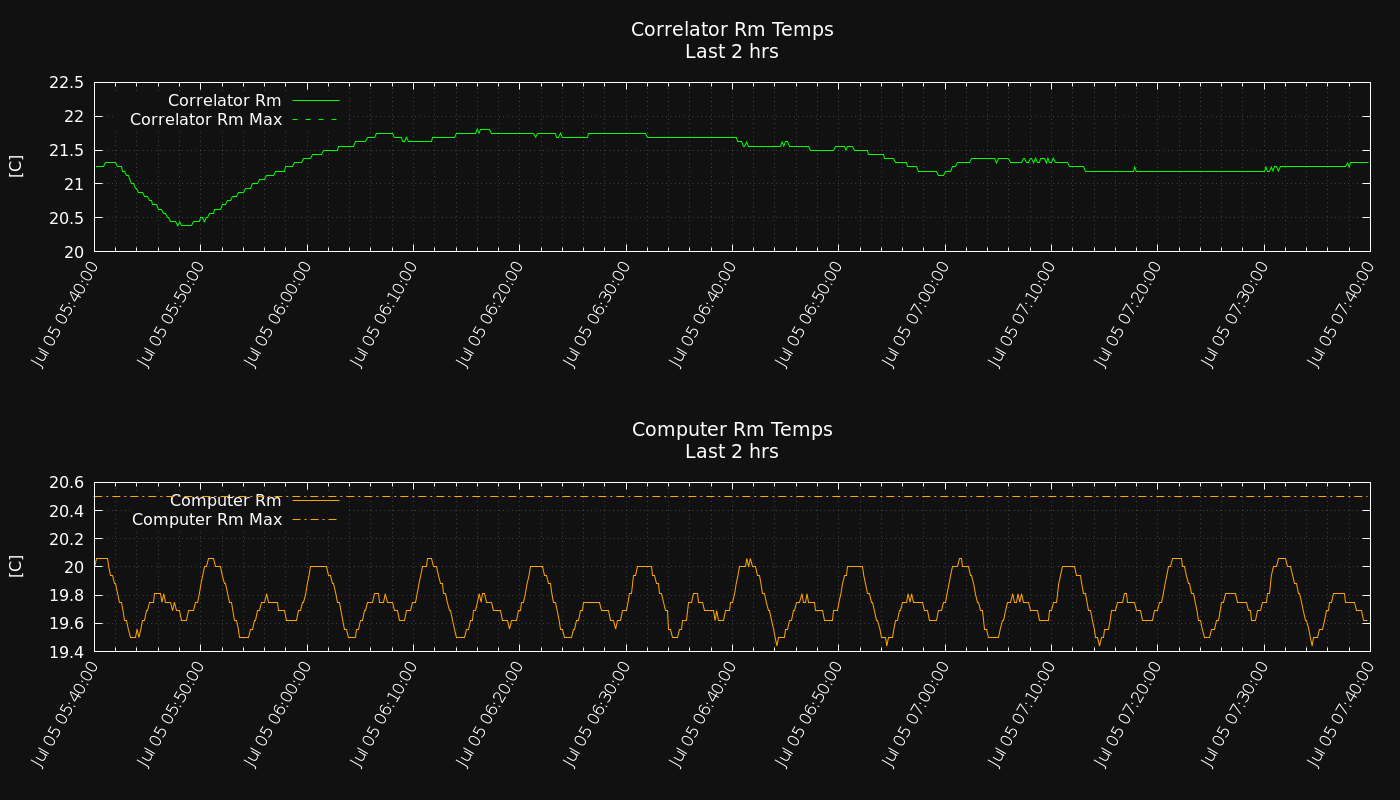 Correlator Rm Temps
Last 2 hrs
22.5
22
21.5
21
20.5
20
[C]
Correlator Rm
Correlator Rm Max
Jul 05 05:40:00
Jul 05 05:50:00
Jul 05 06:00:00
Jul 05 06:10:00
Jul 05 06:20:00
Jul 05 06:30:00
Jul 05 06:40:00
Jul 05 06:50:00
Jul 05 07:00:00
Jul 05 07:10:00
Jul 05 07:20:00
Jul 05 07:30:00
Jul 05 07:40:00
Computer Rm Temps
Last 2 hrs
20.6
20.4
20.2
20
19.8
19.6
19.4
[C]
Computer Rm
Computer Rm Max
Jul 05 05:40:00
Jul 05 05:50:00
Jul 05 06:00:00
Jul 05 06:10:00
Jul 05 06:20:00
Jul 05 06:30:00
Jul 05 06:40:00
Jul 05 06:50:00
Jul 05 07:00:00
Jul 05 07:10:00
Jul 05 07:20:00
Jul 05 07:30:00
Jul 05 07:40:00